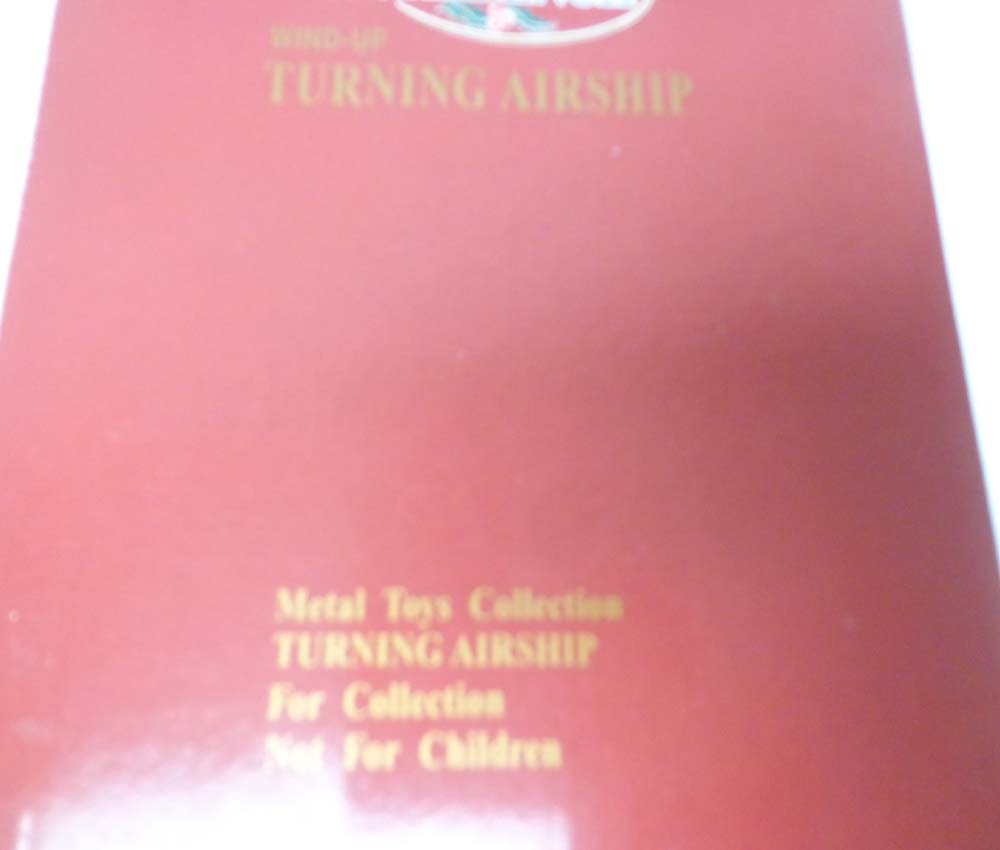 WIND-UP
TURNING AIRSHIP
Metal Toys Collection
TURNING AIRSHIP
For Collection
Not For Children